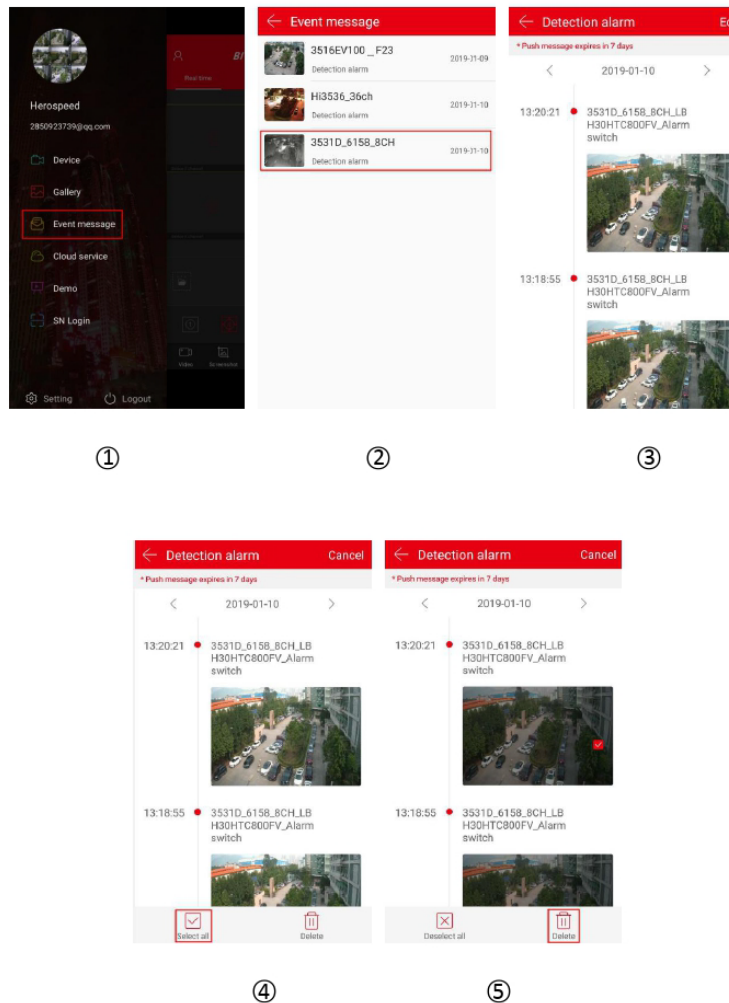 Herospeed
2850923739@qq.com
Device
Gallery
Event message
Cloud service
Demo
SN Login
Setting
Logout
Real time
Video
Screenshot
①
Event message
3516EV100 _ F23
Detection alarm
2019-J1-09
Hi3536_36ch
Detection alarm
2019-J1-10
3531D_6158_8CH
Detection alarm
2019-J1-10
②
Detection alarm
* Push message expires in 7 days
2019-01-10
13:20:21
3531D_6158_8CH_LB
H30HTC800FV_Alarm
switch
13:18:55
3531D_6158_8CH_LB
H30HTC800FV_Alarm
switch
③
Detection alarm
Cancel
* Push message expires in 7 days
2019-01-10
13:20:21
3531D_6158_8CH_LB
H30HTC800FV_Alarm
switch
13:18:55
3531D_6158_8CH_LB
H30HTC800FV_Alarm
switch
Select all
Delete
④
Detection alarm
Cancel
* Push message expires in 7 days
2019-01-10
13:20:21
3531D_6158_8CH_LB
H30HTC800FV_Alarm
switch
13:18:55
3531D_6158_8CH_LB
H30HTC800FV_Alarm
switch
Deselect all
Delete
⑤